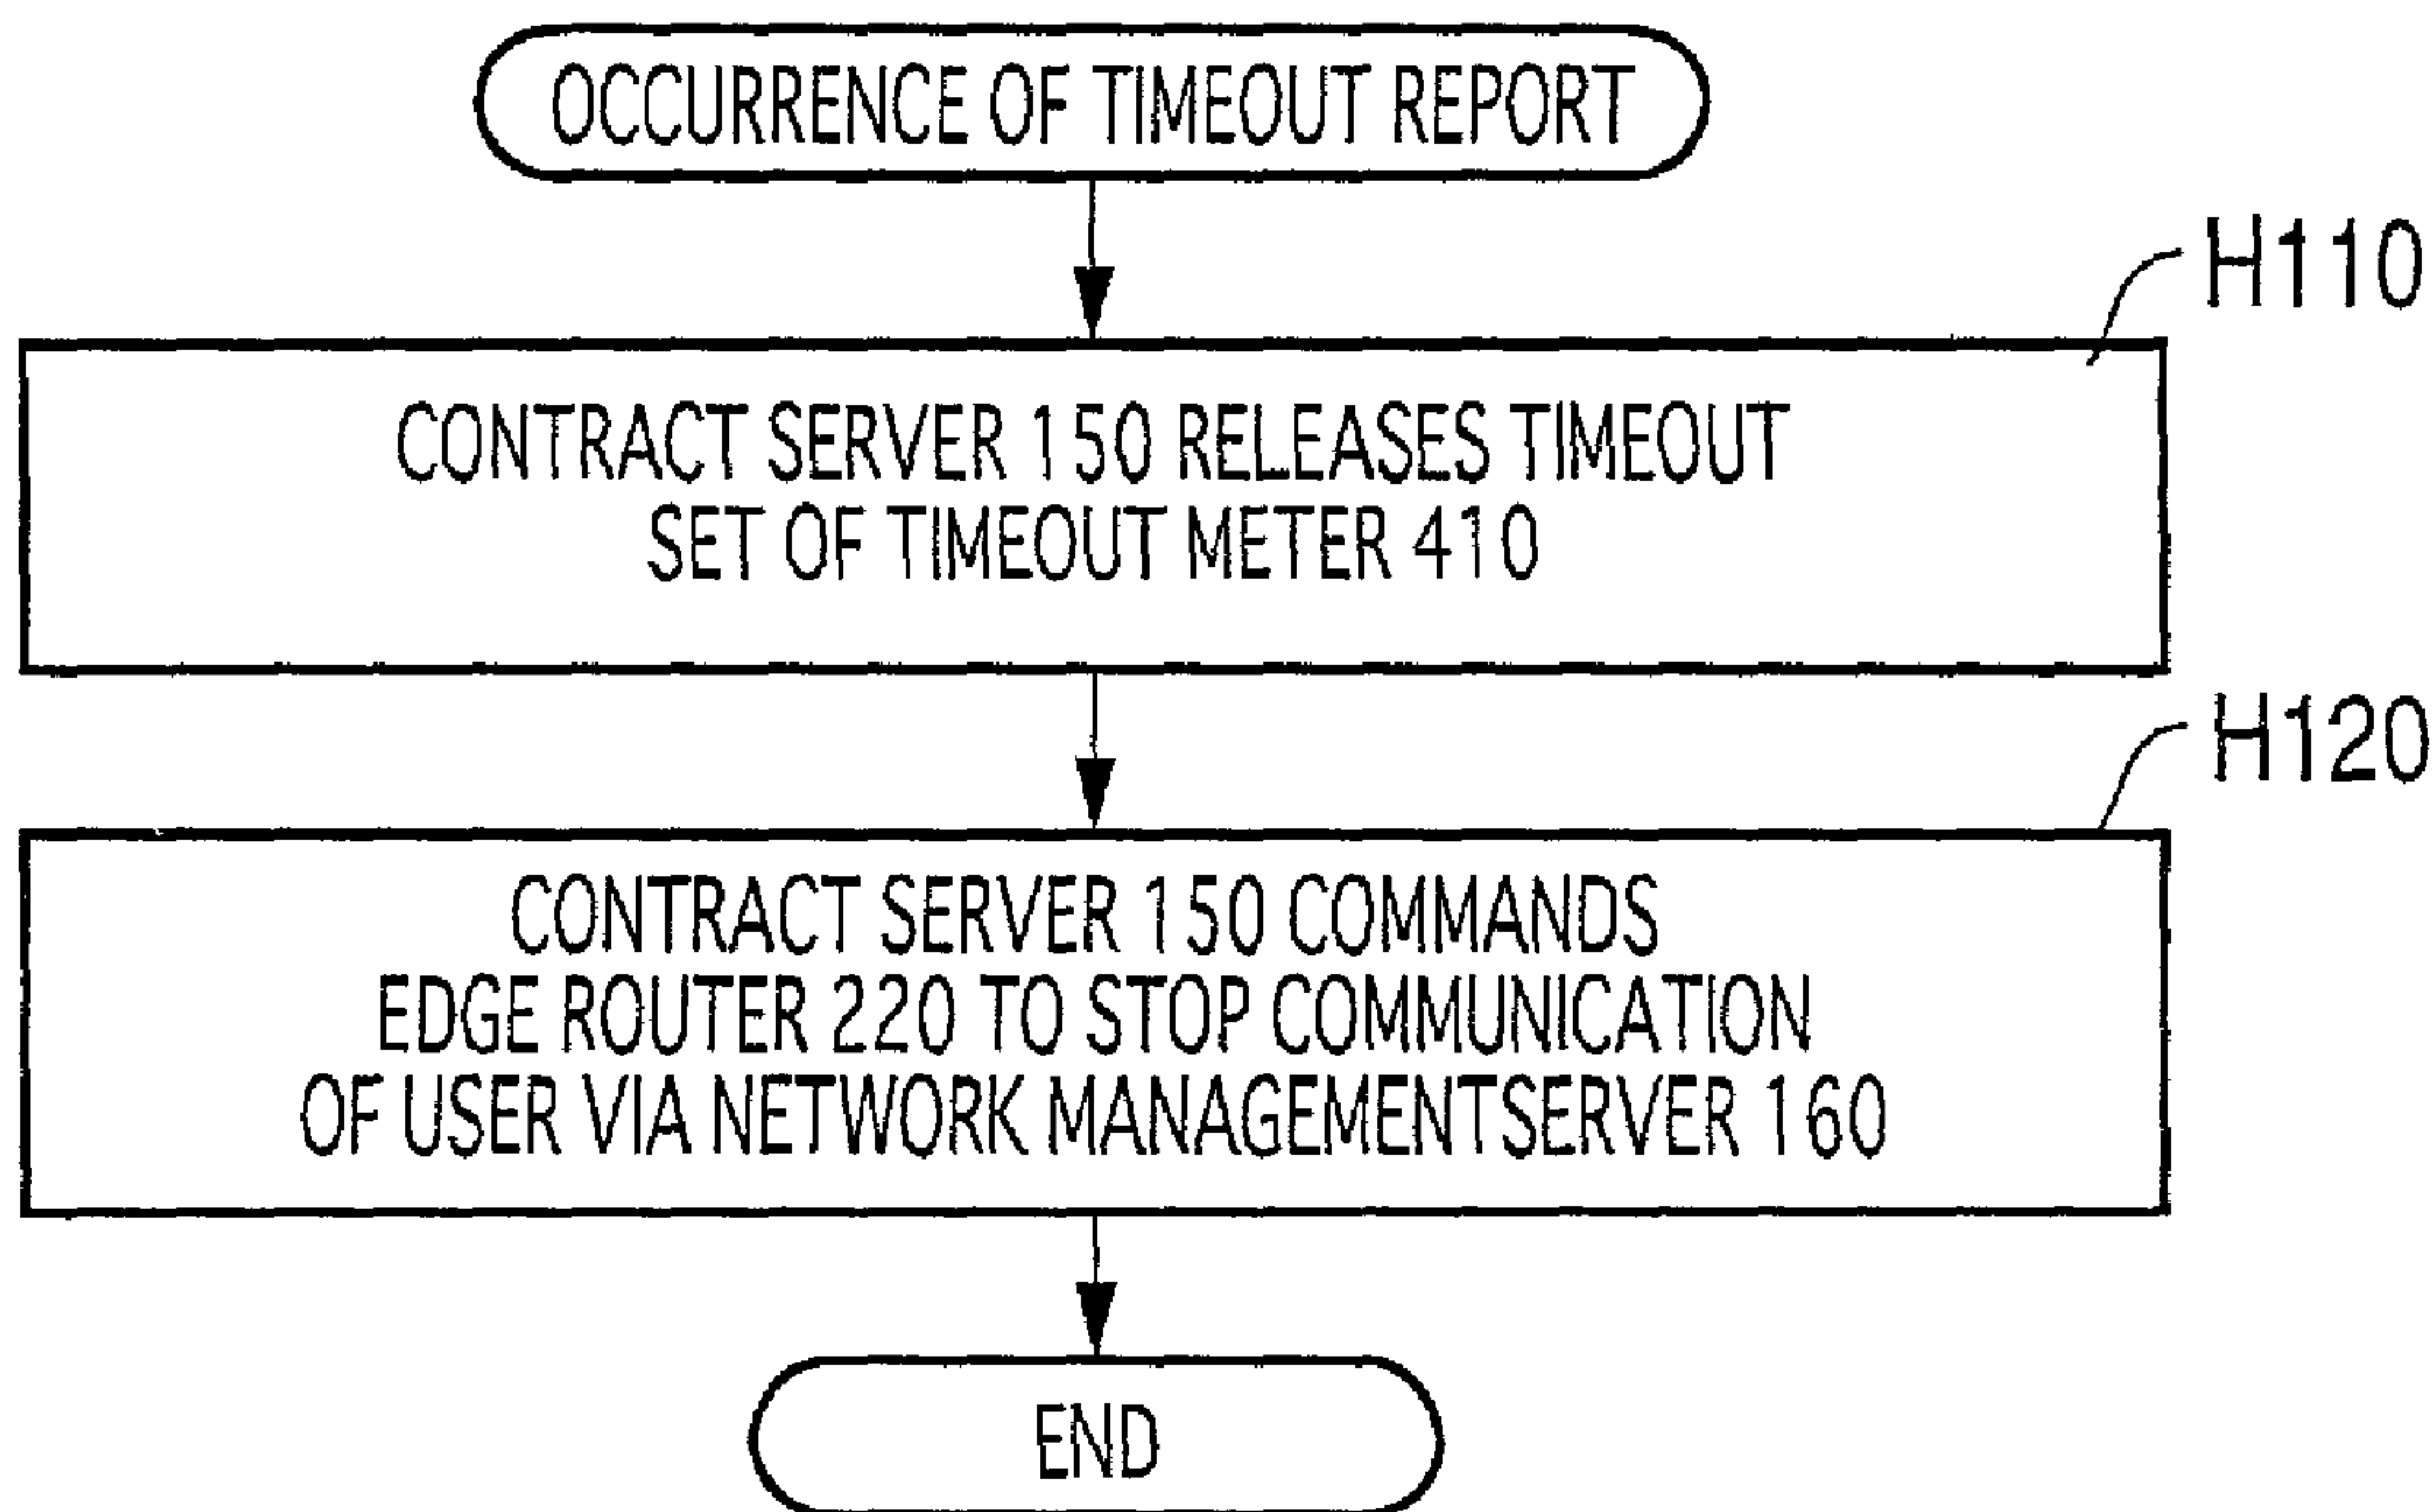 OCCURRENCE OF TIMEOUT REPORT
H110
CONTRACT SERVER 150 RELEASES TIMEOUT
SET OF TIMEOUT METER 410
H120
CONTRACT SERVER 150 COMMANDS
EDGE ROUTER 220 TO STOP COMMUNICATION
OF USER VIA NETWORK MANAGEMENTSERVER 160
END